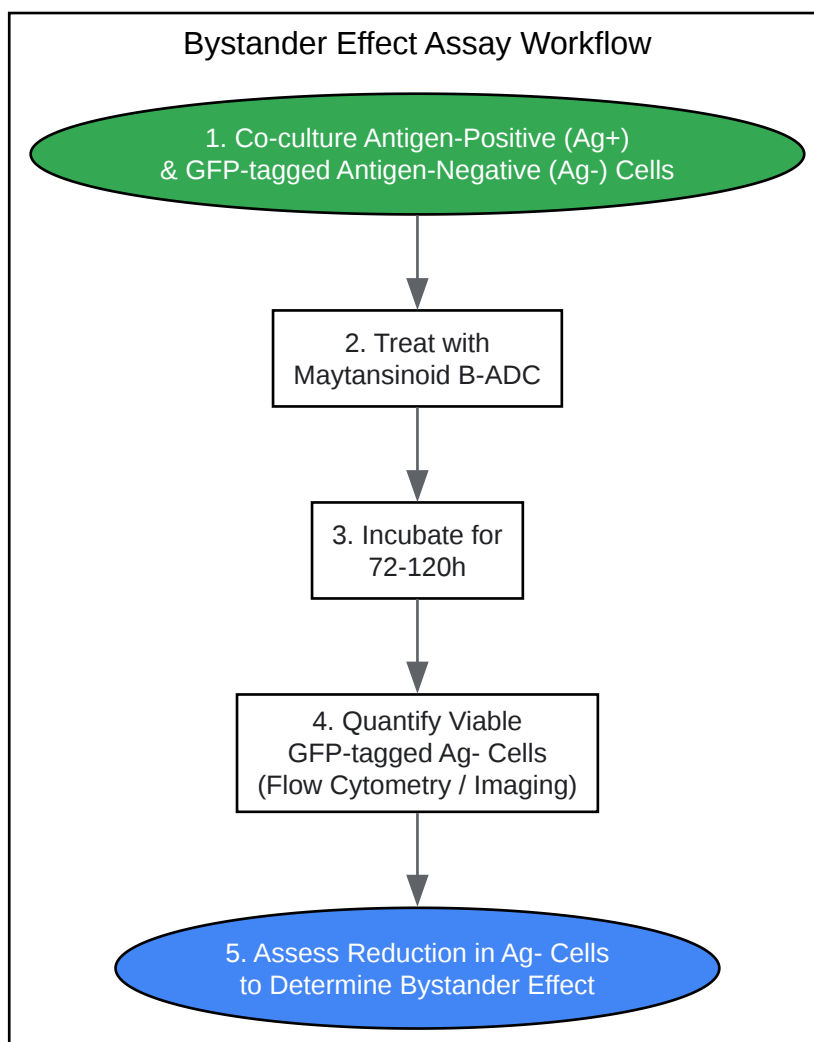 Bystander Effect Assay Workflow
1. Co-culture Antigen-Positive (Ag+)
& GFP-tagged Antigen-Negative (Ag-) Cells
2. Treat with
Maytansinoid B-ADC
3. Incubate for
72-120h
4. Quantify Viable
GFP-tagged Ag- Cells
(Flow Cytometry / Imaging)
5. Assess Reduction in Ag- Cells
to Determine Bystander Effect